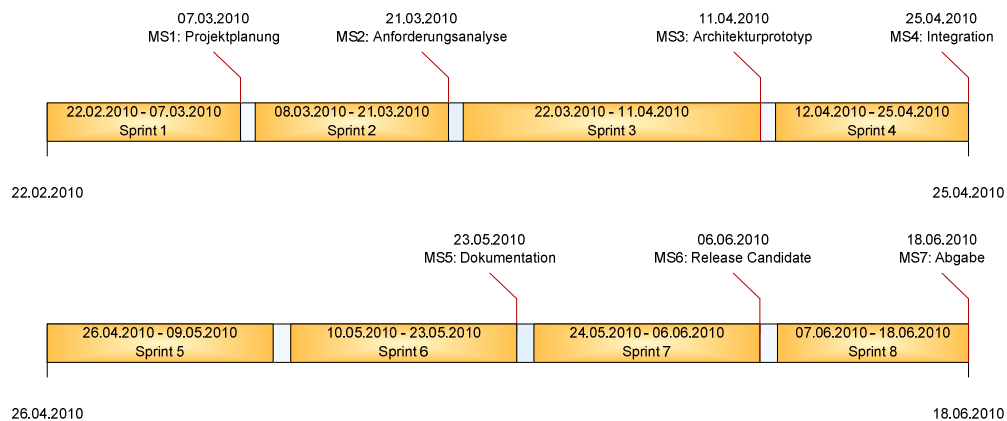 07.03.2010
MS1: Projektplanung
21.03.2010
MS2: Anforderungsanalyse
11.04.2010
MS3: Architekturprototyp
25.04.2010
MS4: Integration
22.02.2010 - 07.03.2010
Sprint 1
08.03.2010 - 21.03.2010
Sprint 2
22.03.2010 - 11.04.2010
Sprint 3
12.04.2010 - 25.04.2010
Sprint 4
22.02.2010
25.04.2010
23.05.2010
MS5: Dokumentation
06.06.2010
MS6: Release Candidate
18.06.2010
MS7: Abgabe
26.04.2010 - 09.05.2010
Sprint 5
10.05.2010 - 23.05.2010
Sprint 6
24.05.2010 - 06.06.2010
Sprint 7
07.06.2010 - 18.06.2010
Sprint 8
26.04.2010
18.06.2010